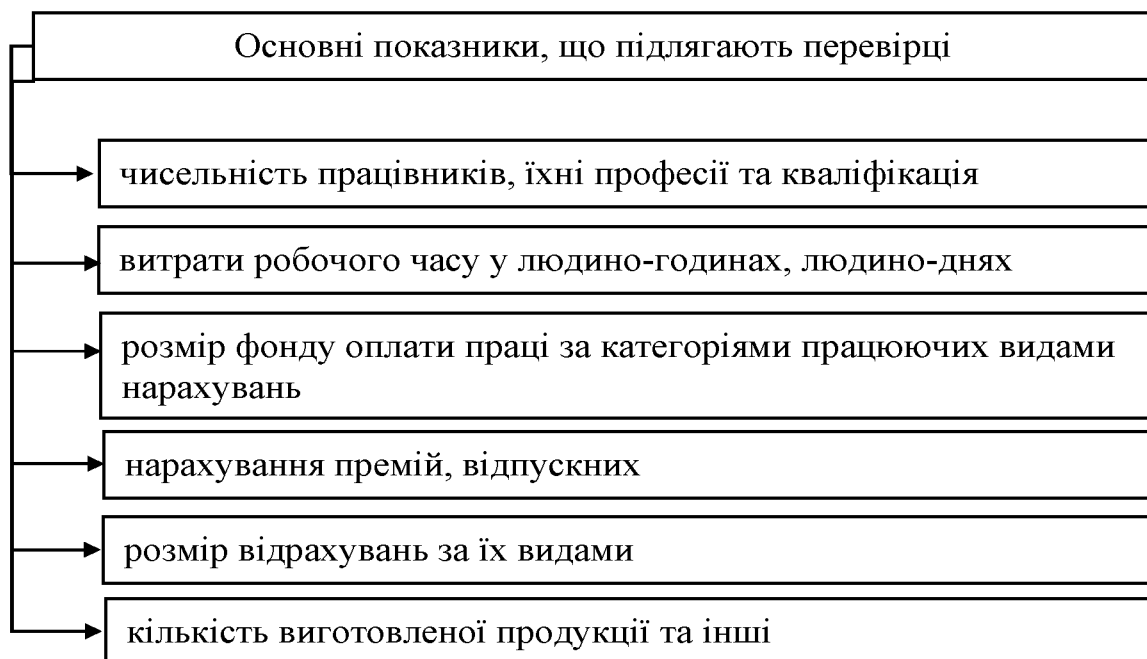 Основні показники, що підлягають перевірці
чисельність працівників, їхні професії та кваліфікація
витрати робочого часу у людино-годинах, людино-днях
розмір фонду оплати праці за категоріями працюючих видами
нарахувань
нарахування премій, відпускних
розмір відрахувань за їх видами
кількість виготовленої продукції та інші